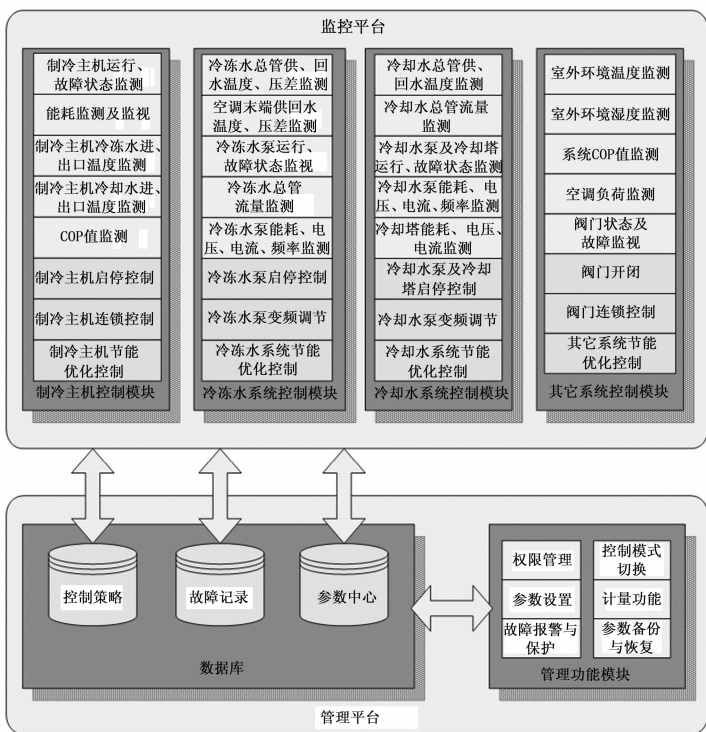 监控平台
制冷主机运行、
故障状态监测
能耗监测及监视
制冷主机冷冻水进、
出口温度监测
制冷主机冷却水进、
出口温度监测
COP值监测
制冷主机启停控制
制冷主机连锁控制
制冷主机节能
优化控制
制冷主机控制模块
冷冻水总管供、回
水温度、压差监测
空调末端供回水
温度、压差监测
冷冻水泵运行、
故障状态监视
冷冻水总管
流量监测
冷冻水泵能耗、电
压、电流、频率监测
冷冻水泵启停控制
冷冻水泵变频调节
冷冻水系统节能
优化控制
冷冻水系统控制模块
冷却水总管供、
回水温度监测
冷却水总管流量
监测
冷却水泵及冷却塔
运行、故障状态监测
冷却水泵能耗、电
压、电流、频率监测
冷却塔能耗、电压、
电流监测
冷却水泵及冷却
塔启停控制
冷却水泵变频调节
冷却水系统节能
优化控制
冷却水系统控制模块
室外环境温度监测
室外环境湿度监测
系统COP值监测
空调负荷监测
阀门状态及
故障监视
阀门开闭
阀门连锁控制
其它系统节能
优化控制
其它系统控制模块
控制策略
故障记录
参数中心
数据库
权限管理
控制模式
切换
参数设置
计量功能
故障报警与
保护
参数备份
与恢复
管理功能模块
管理平台